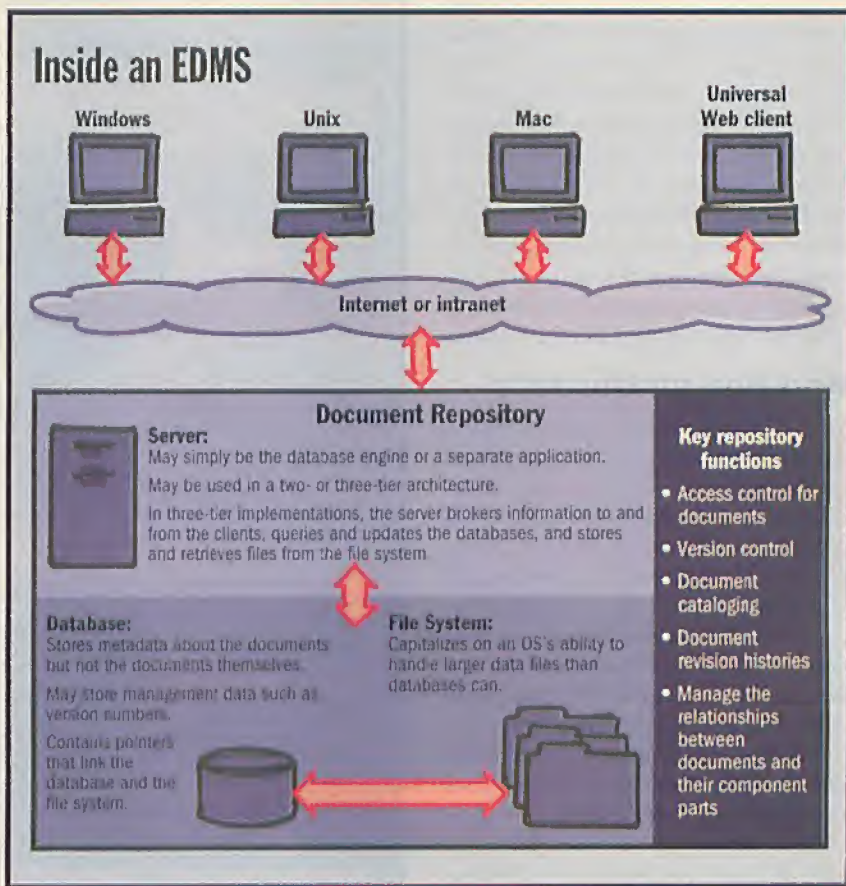 Inside an EDMS
Windows
Unix
Mac
Universal
Web client
Internet or intranet
Document Repository
Server:
May simply be the database engine or a separate application.
May be used in a two- or three-tier architecture.
In three-tier implementations, the server brokers information to and
from the clients, queries and updates the databases, and stores
and retrieves files from the file system.
Database:
Stores metadata about the documents
but not the documents themselves.
May store management data such as
version numbers.
Contains pointers
that link the
database and the
file system.
File System:
Capitalizes on an OS's ability to
handle larger data files than
databases can.
Key repository
functions
• Access control for
documents
• Version control
• Document
cataloging
• Document
revision histories
• Manage the
relationships
between
documents and
their component
parts